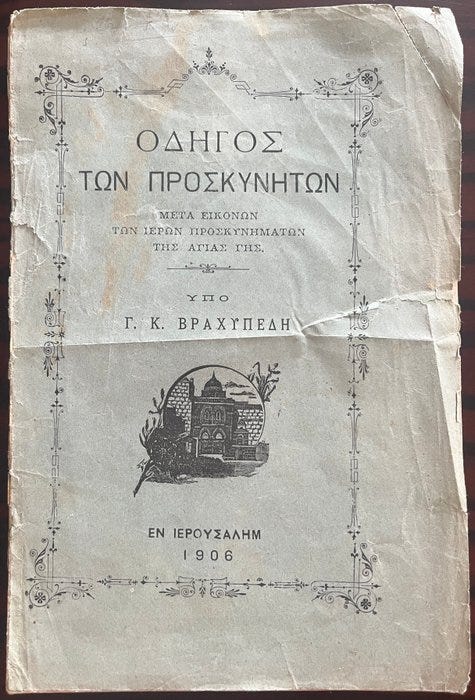 ΟΔΗΓΟΣ
ΤΩΝ ΠΡΟΣΚΥΝΗΤΩΝ
ΜΕΤΑ ΕΙΚΟΝΩΝ
ΤΩΝ ΙΕΡΩΝ ΠΡΟΣΚΥΝΗΜΑΤΩΝ
ΤΗΣ ΑΓΙΑΣ ΓΗΣ.
ΥΠΟ
Γ. Κ. ΒΡΑΧΥΠΕΔΗ
ΕΝ ΙΕΡΟΥΣΑΛΗΜ
1906